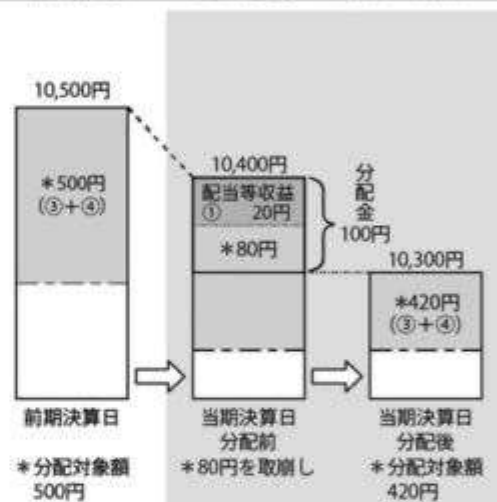 10,500円
*500円
(③+④)
前期決算日
*分配対象額
500円
10,400円
配当等収益
① 20円
*80円
分配金
100円
当期決算日
分配前
*80円を取崩し
10,300円
*420円
(③+④)
当期決算日
分配後
*分配対象額
420円